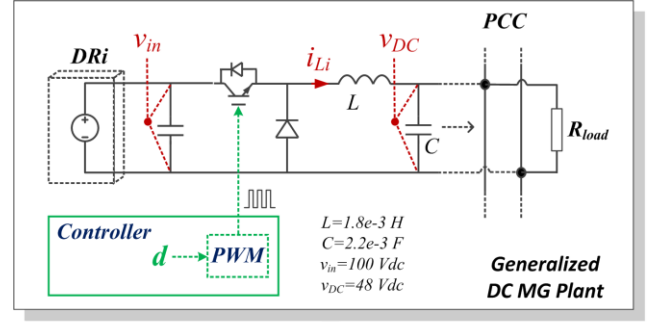 PCC
DRi
v_in
i_Li
v_DC
L
C
R_load
+
-
Controller
d
PWM
L=1.8e-3 H
C=2.2e-3 F
v_in=100 Vdc
v_DC=48 Vdc
Generalized
DC MG Plant